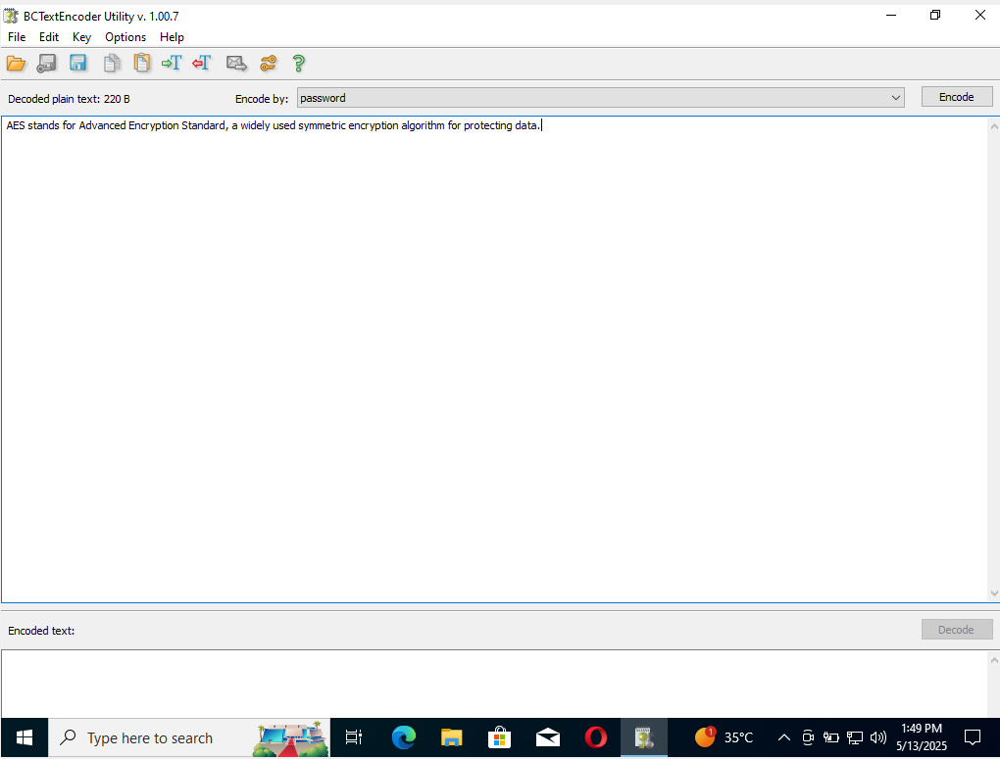 BCTextEncoder Utility v. 1.00.7
File Edit Key Options Help
Decoded plain text: 220 B Encode by: password Encode
AES stands for Advanced Encryption Standard, a widely used symmetric encryption algorithm for protecting data.
Encoded text: Decode
Type here to search 1 35°C 1:49 PM
5/13/2025